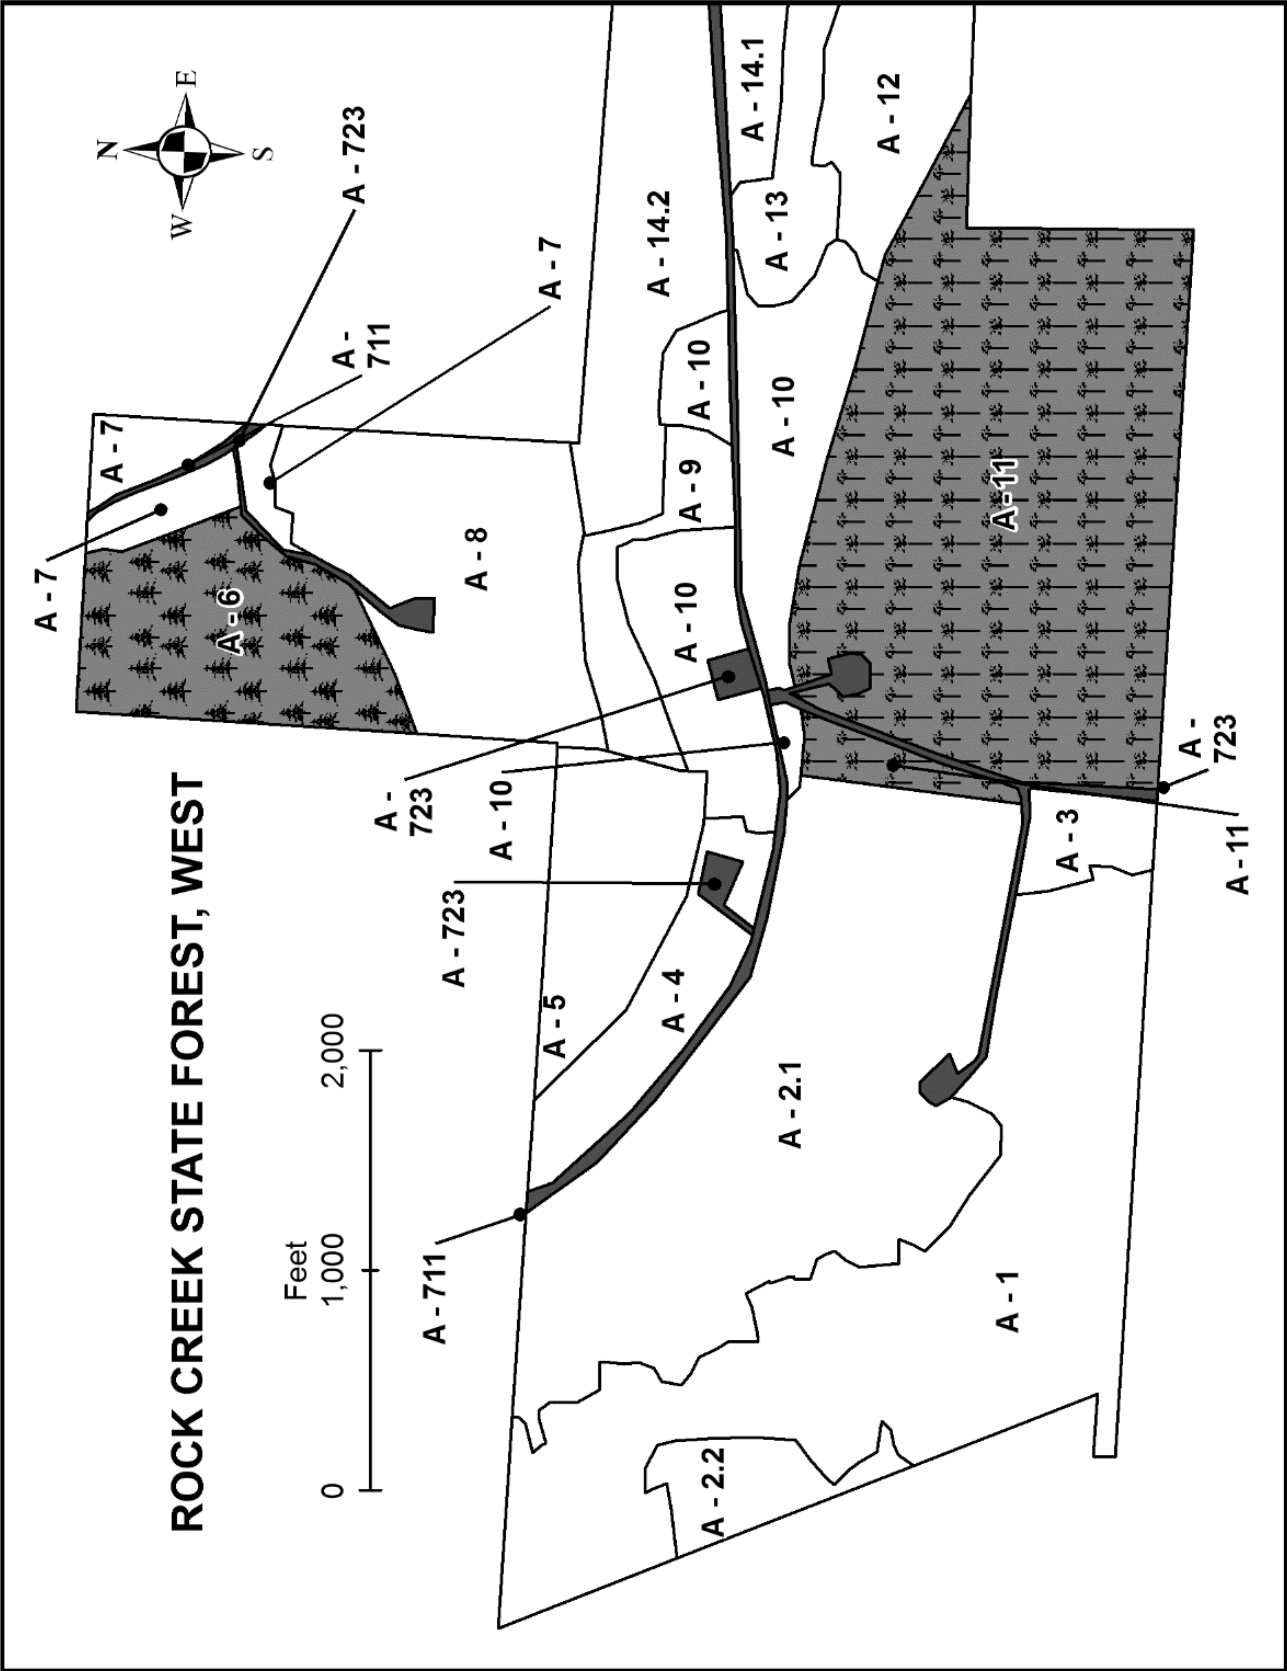 ROCK CREEK STATE FOREST, WEST
Feet
0
1,000
2,000
N
E
S
W
A - 7
A - 7
A - 6
A - 723
A -
711
A - 7
A - 8
A - 14.2
A - 14.1
A - 12
A - 13
A - 10
A - 9
A - 10
A - 10
A - 11
A -
723
A - 10
A - 723
A - 5
A - 4
A - 711
A - 2.1
A - 3
A -
723
A - 11
A - 1
A - 2.2